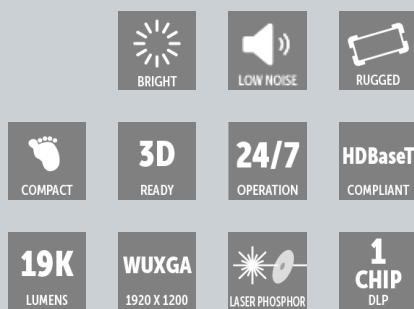 BRIGHT
LOW NOISE
RUGGED
COMPACT
3D
READY
24/7
OPERATION
HDBaseT
COMPLIANT
19K
LUMENS
WUXGA
1920 X 1200
LASER PHOSPHOR
1
CHIP
DLP